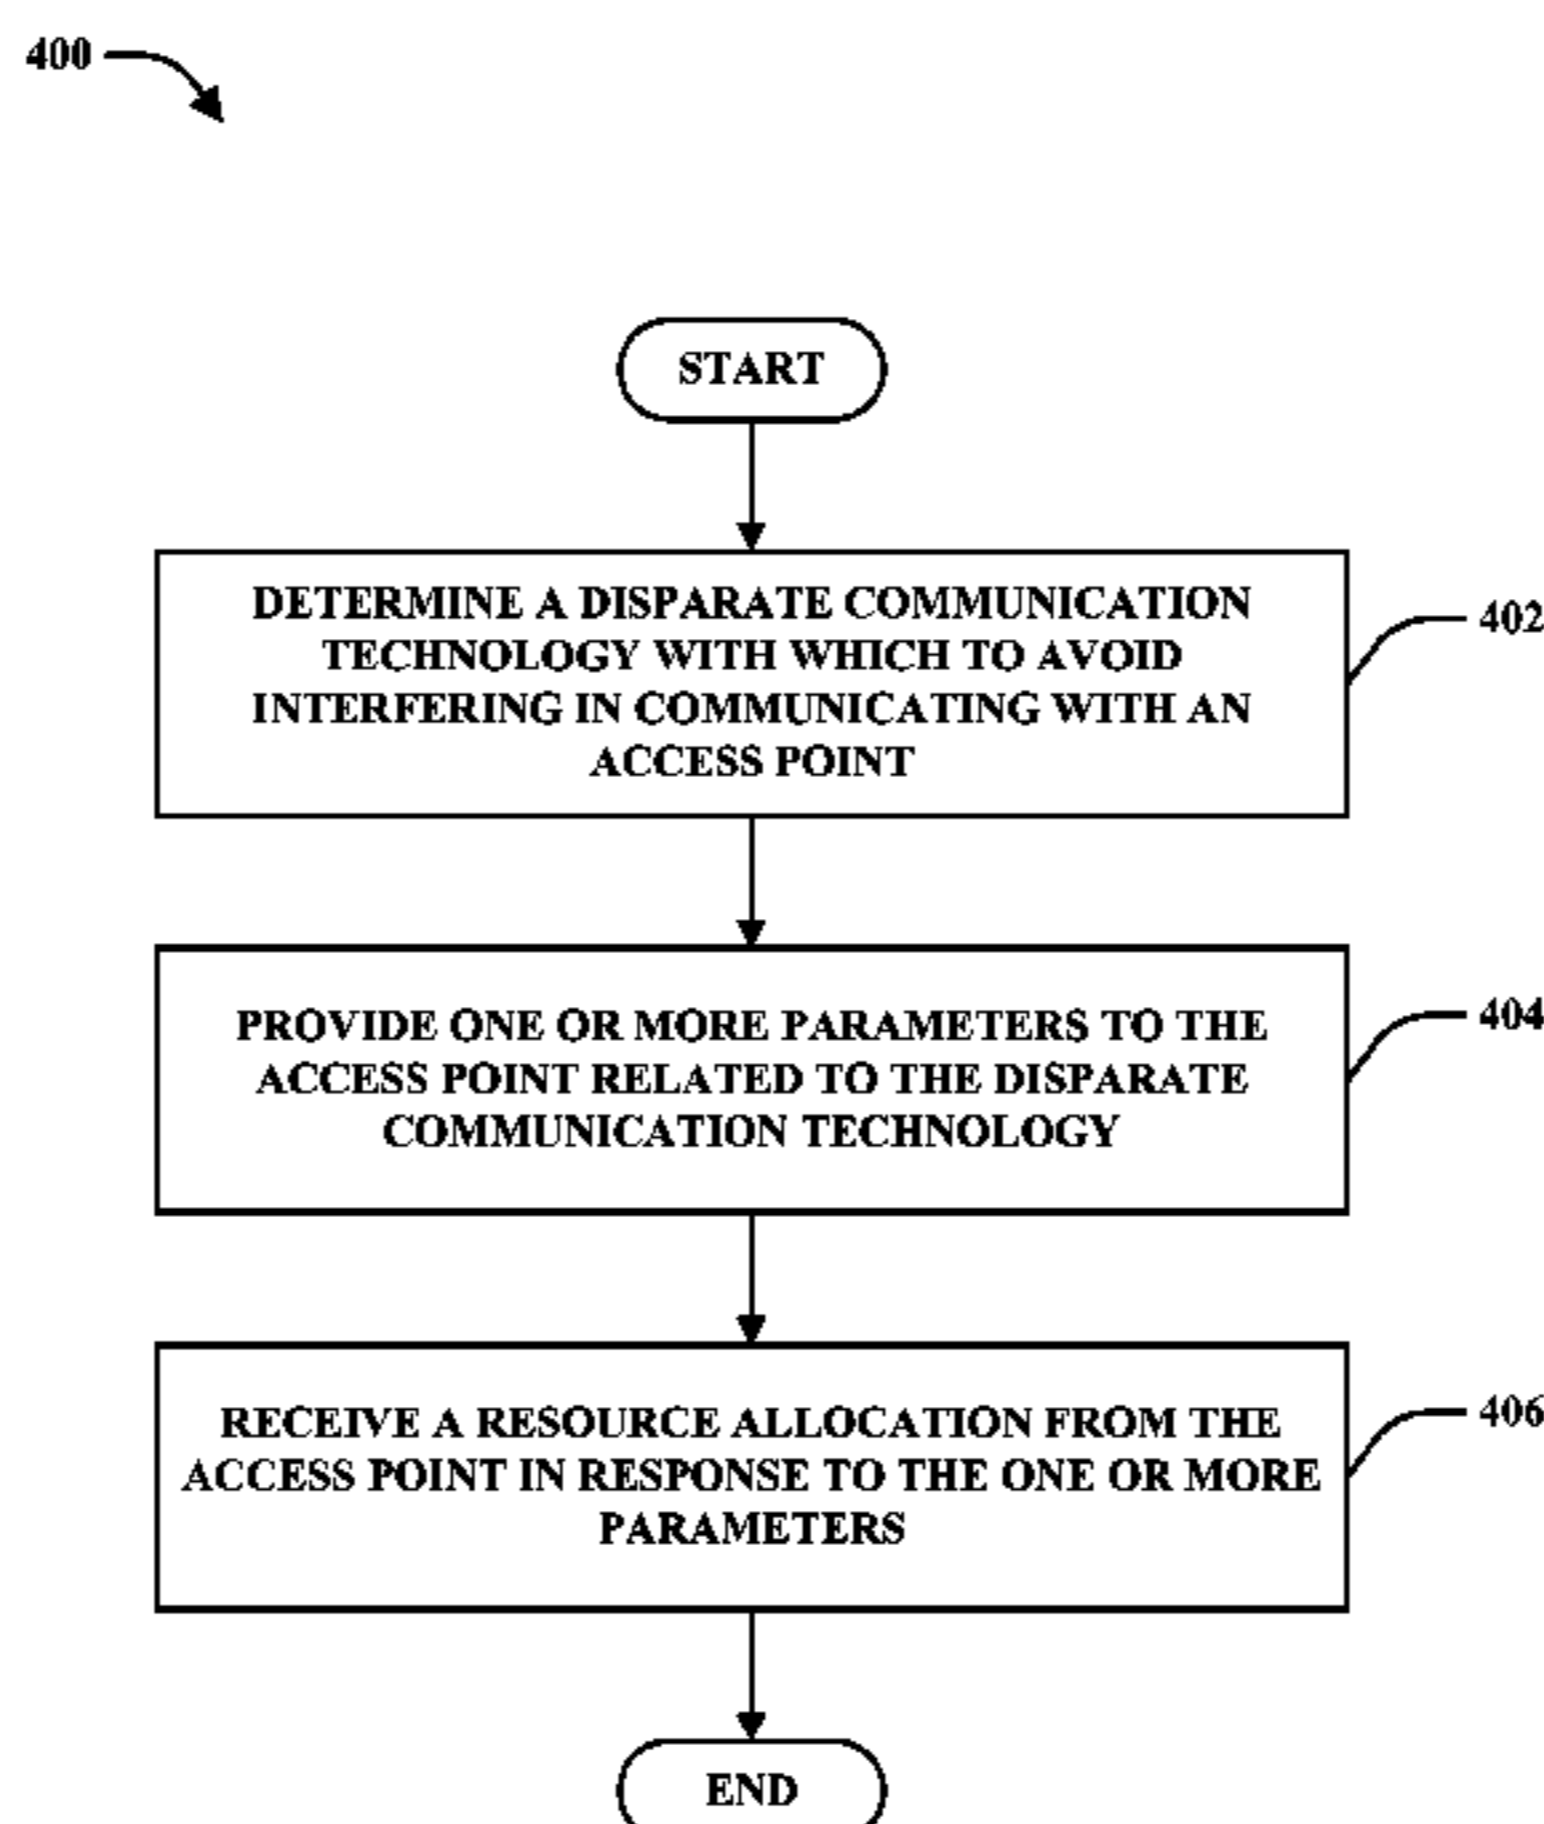 400
START
DETERMINE A DISPARATE COMMUNICATION
TECHNOLOGY WITH WHICH TO AVOID
INTERFERING IN COMMUNICATING WITH AN
ACCESS POINT
402
PROVIDE ONE OR MORE PARAMETERS TO THE
ACCESS POINT RELATED TO THE DISPARATE
COMMUNICATION TECHNOLOGY
404
RECEIVE A RESOURCE ALLOCATION FROM THE
ACCESS POINT IN RESPONSE TO THE ONE OR MORE
PARAMETERS
406
END